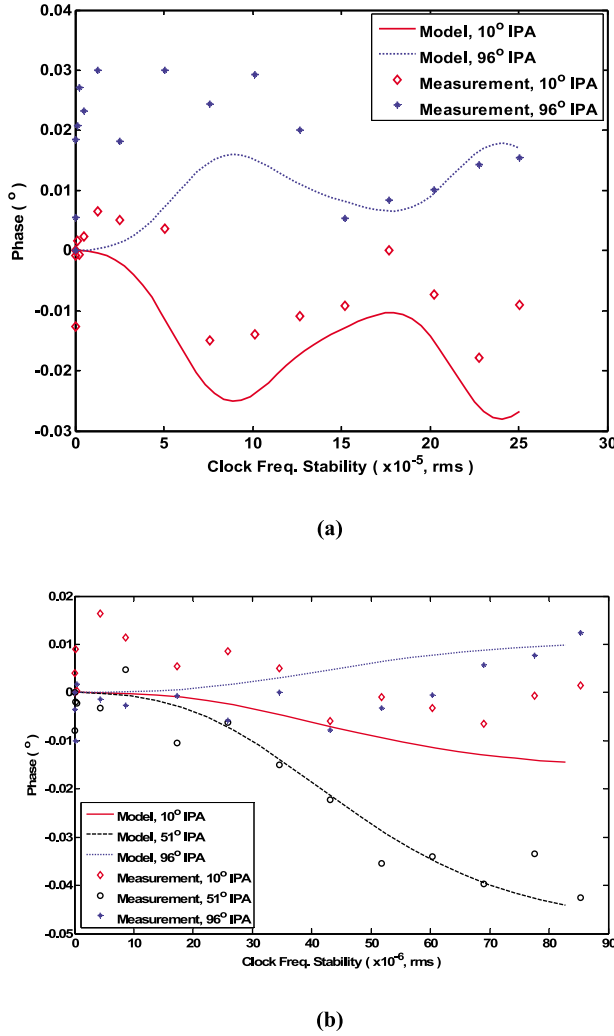 0.04
0.03
0.02
0.01
0
-0.01
-0.02
-0.03
Phase ( °)
Model, 10° IPA
Model, 96° IPA
Measurement, 10° IPA
Measurement, 96° IPA
0 5 10 15 20 25 30
Clock Freq. Stability ( x10-5, rms)
(a)
0.02
0.01
0
-0.01
-0.02
-0.03
-0.04
-0.05
Phase (°)
Model, 10° IPA
Model, 51° IPA
Model, 96° IPA
Measurement, 10° IPA
Measurement, 51° IPA
Measurement, 96° IPA
0 10 20 30 40 50 60 70 80 90
Clock Freq. Stability (x10-6, rms)
(b)